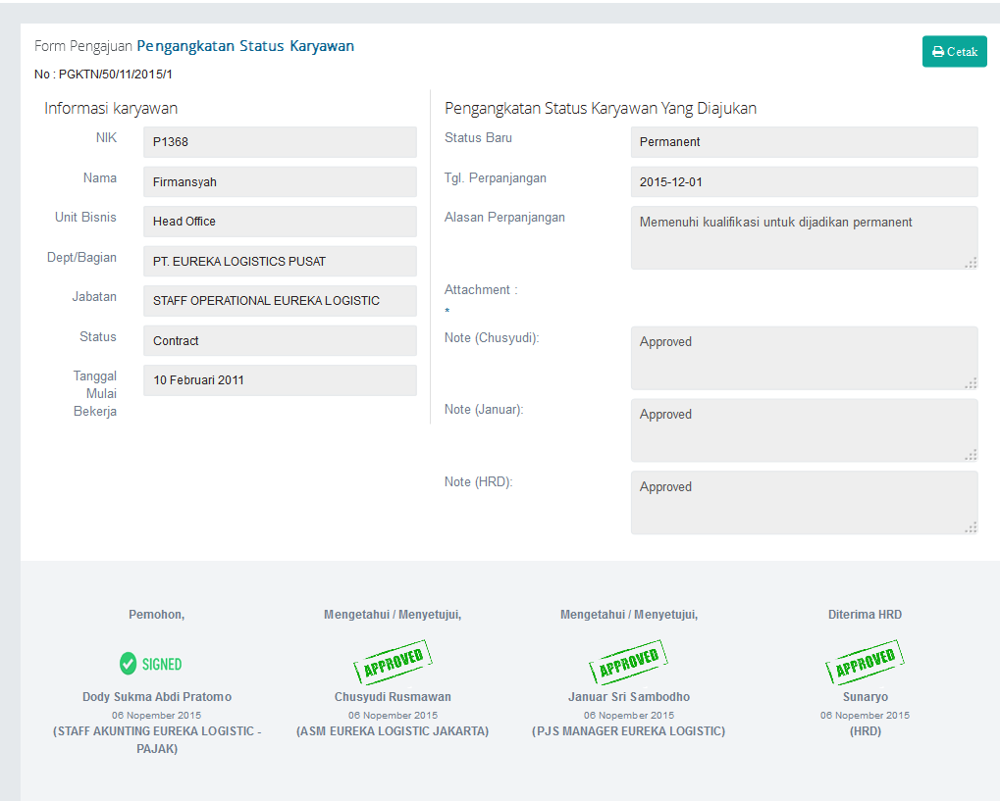 Form Pengajuan Pengangkatan Status Karyawan
Cetak
No : PGKTN/50/11/2015/1
Informasi karyawan
NIK
P1368
Nama
Firmansyah
Unit Bisnis
Head Office
Dept/Bagian
PT. EUREKA LOGISTICS PUSAT
Jabatan
STAFF OPERATIONAL EUREKA LOGISTIC
Status
Contract
Tanggal
Mulai
Bekerja
10 Februari 2011
Pengangkatan Status Karyawan Yang Diajukan
Status Baru
Permanent
Tgl. Perpanjangan
2015-12-01
Alasan Perpanjangan
Memenuhi kualifikasi untuk dijadikan permanent
Attachment :
*
Note (Chusyudi):
Approved
Note (Januar):
Approved
Note (HRD):
Approved
Pemohon,
SIGNED
Dody Sukma Abdi Pratomo
06 Nopember 2015
(STAFF AKUNTING EUREKA LOGISTIC -
PAJAK)
Mengetahui / Menyetujui,
APPROVED
Chusyudi Rusmawan
06 Nopember 2015
(ASM EUREKA LOGISTIC JAKARTA)
Mengetahui / Menyetujui,
APPROVED
Januar Sri Sambodho
06 Nopember 2015
(PJS MANAGER EUREKA LOGISTIC)
Diterima HRD
APPROVED
Sunaryo
06 Nopember 2015
(HRD)